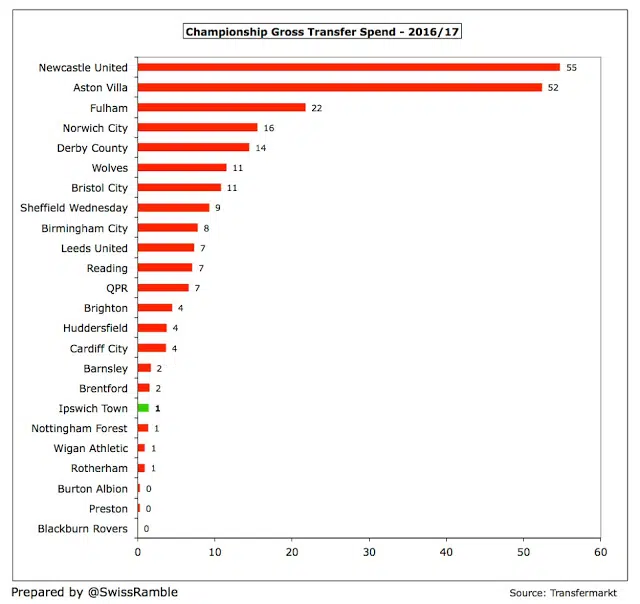 Championship Gross Transfer Spend - 2016/17
Newcastle United 55
Aston Villa 52
Fulham 22
Norwich City 16
Derby County 14
Wolves 11
Bristol City 11
Sheffield Wednesday 9
Birmingham City 8
Leeds United 7
Reading 7
QPR 7
Brighton 4
Huddersfield 4
Cardiff City 4
Barnsley 2
Brentford 2
Ipswich Town 1
Nottingham Forest 1
Wigan Athletic 1
Rotherham 1
Burton Albion 0
Preston 0
Blackburn Rovers 0
0 10 20 30 40 50 60
Prepared by @SwissRamble Source: Transfermarkt